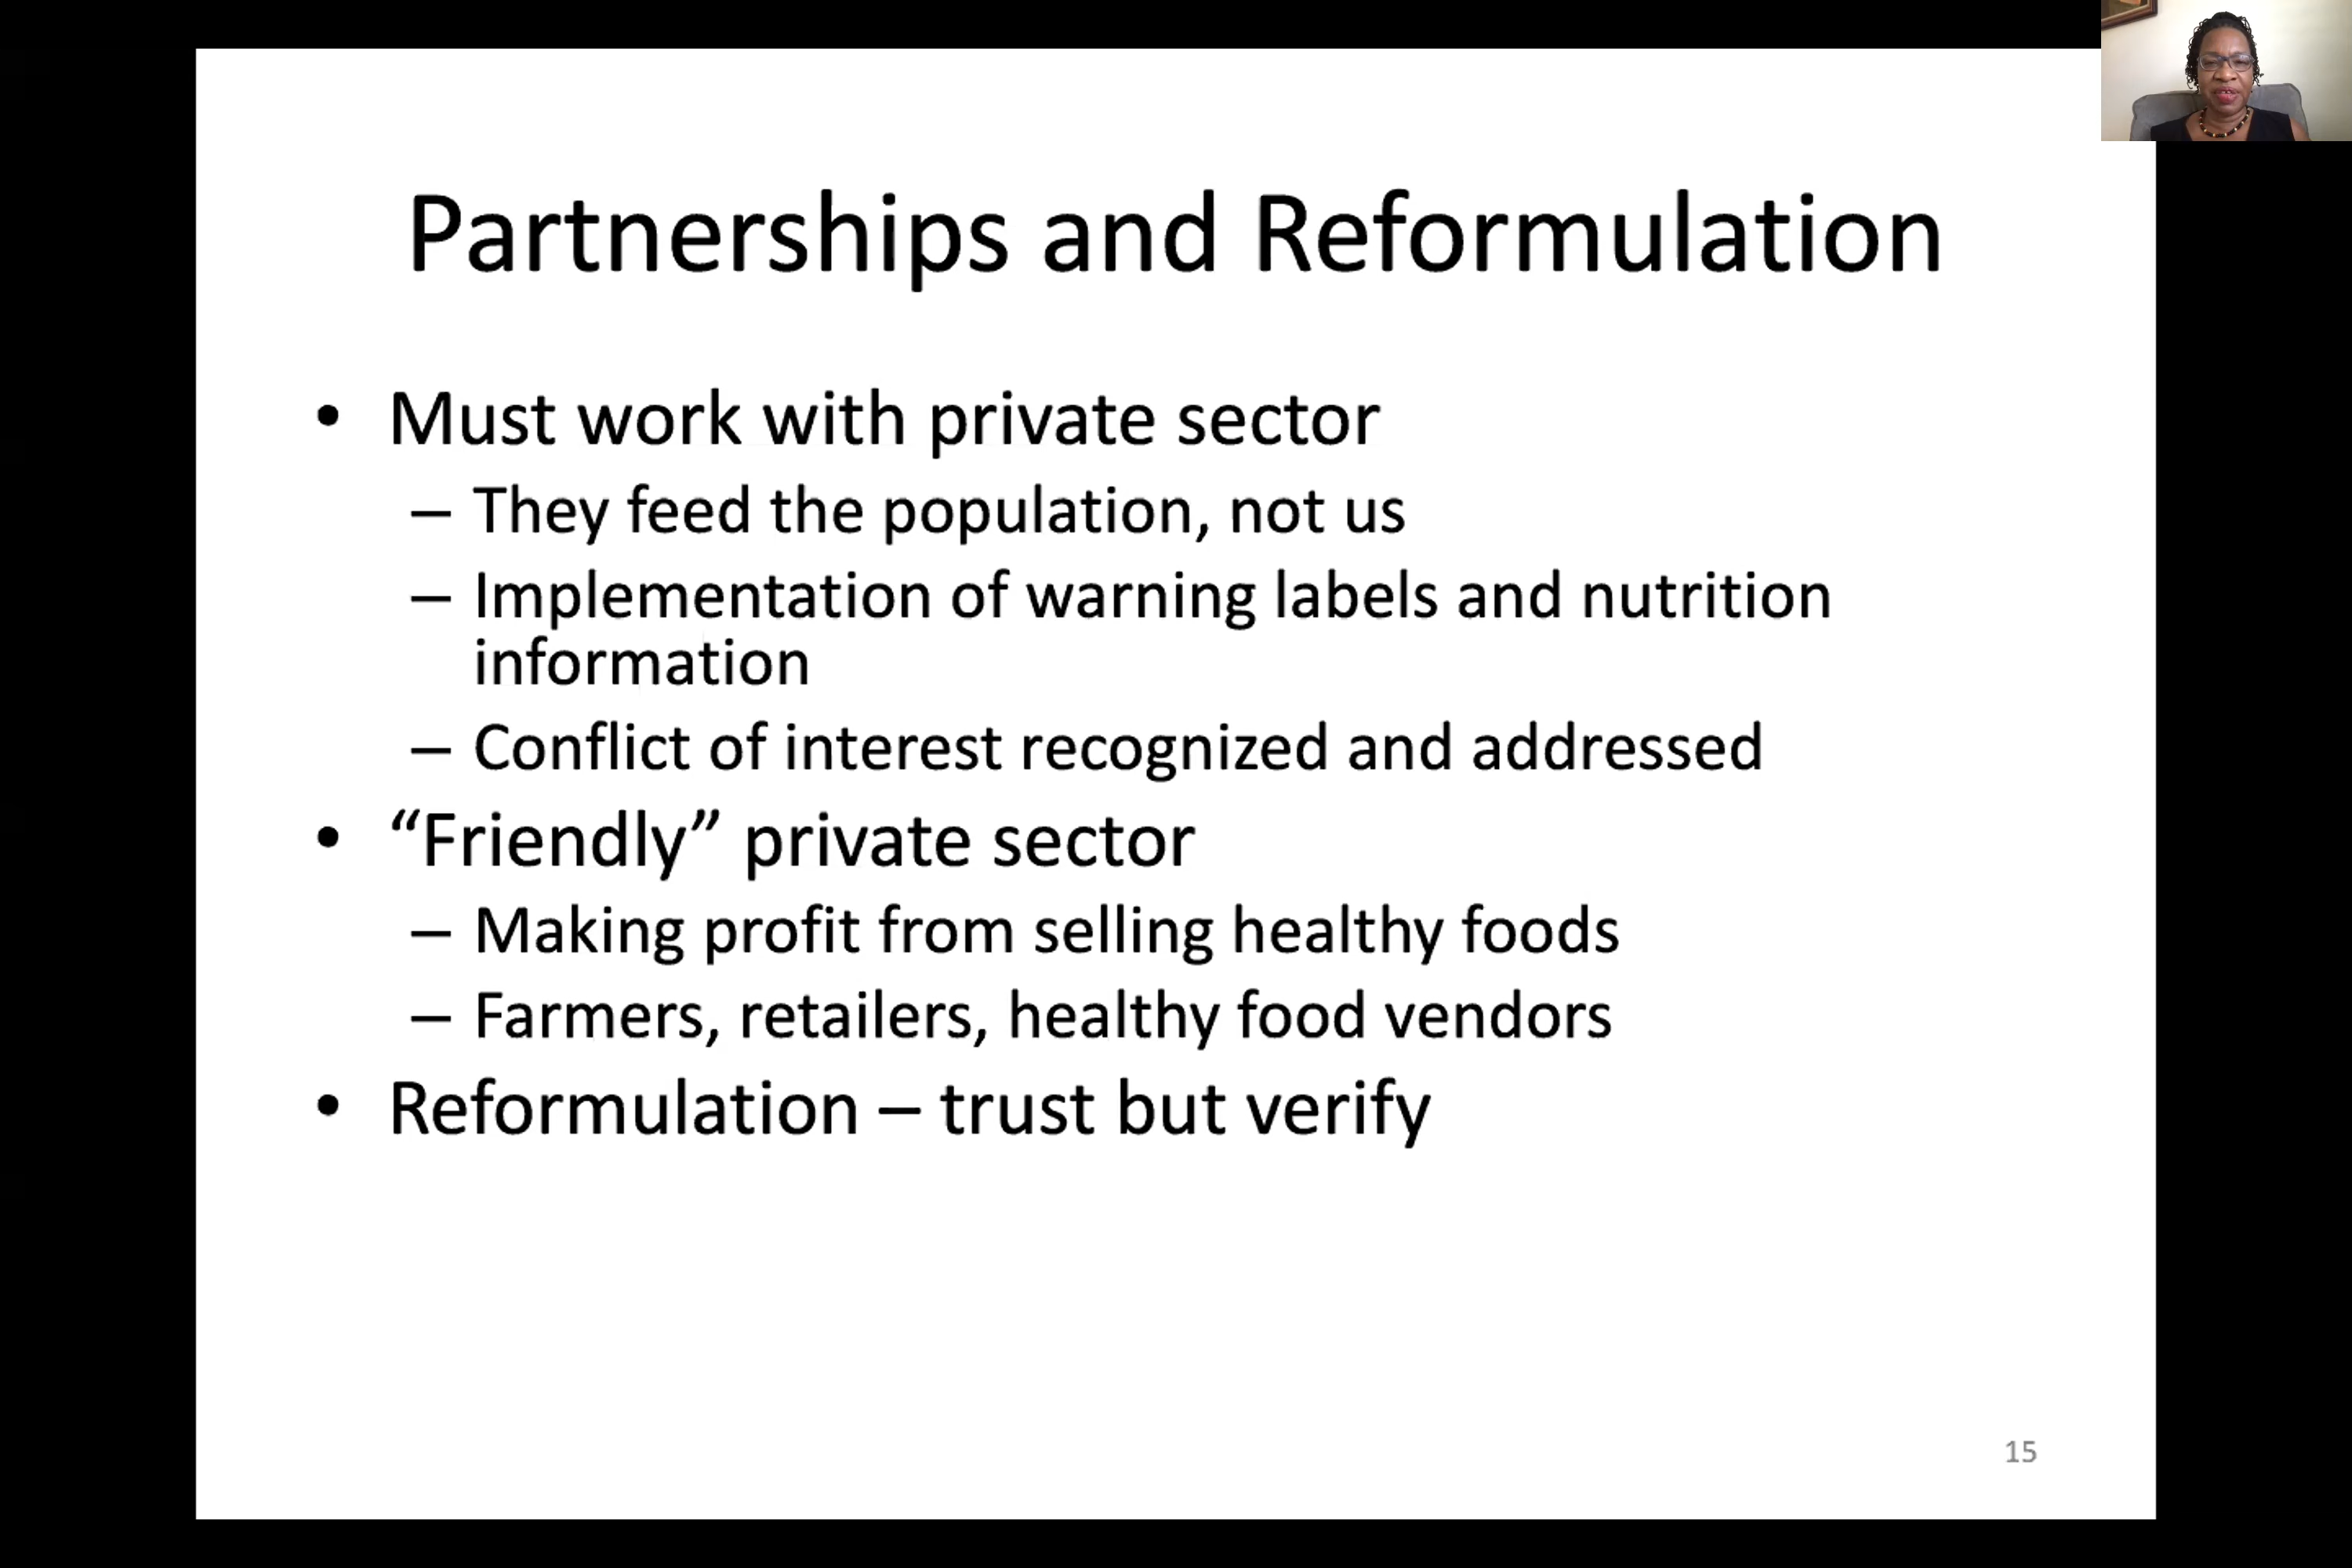 Partnerships and Reformulation
• Must work with private sector
– They feed the population, not us
– Implementation of warning labels and nutrition
information
– Conflict of interest recognized and addressed
• “Friendly” private sector
– Making profit from selling healthy foods
– Farmers, retailers, healthy food vendors
• Reformulation – trust but verify
15